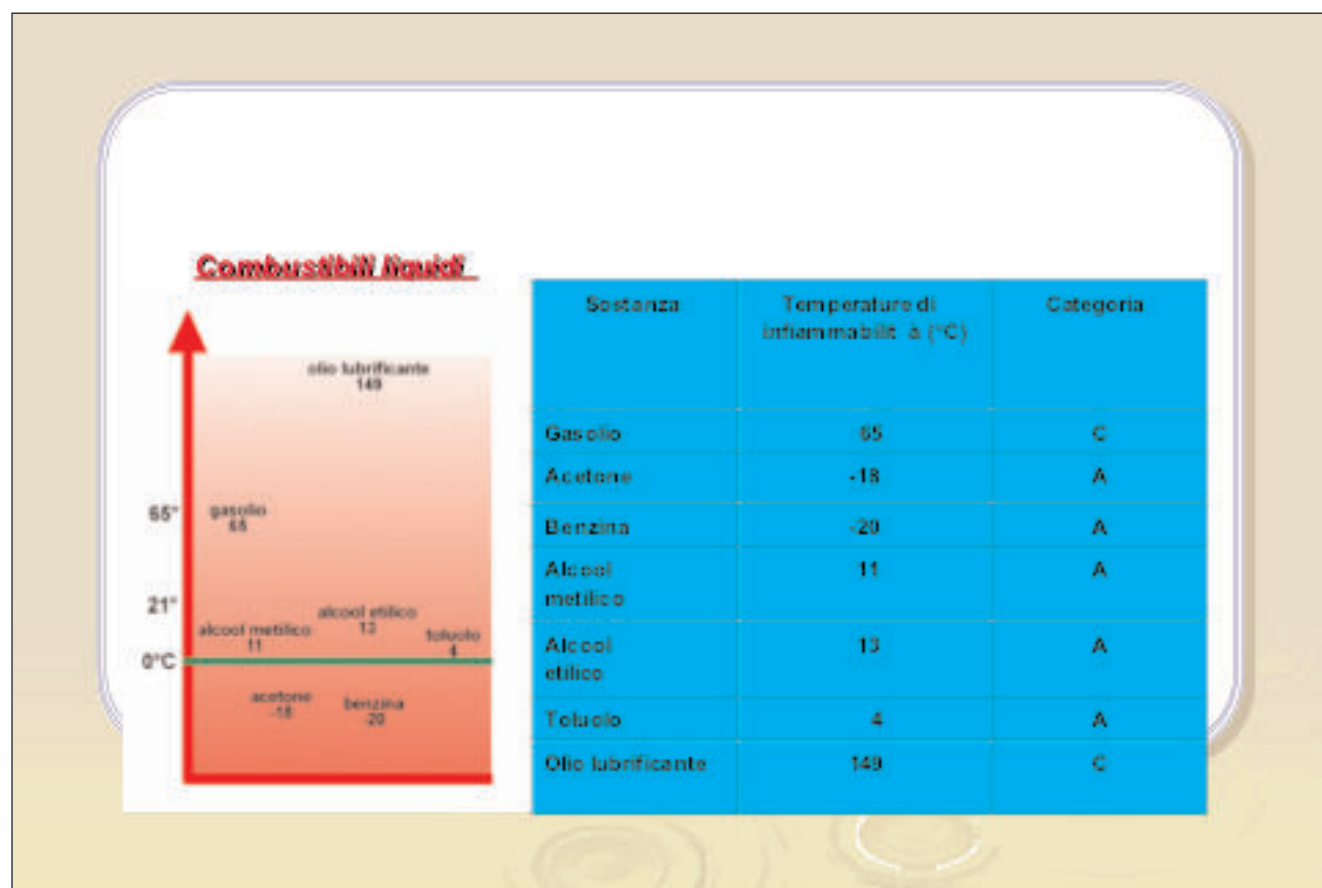 Combustibili liquidi
olio lubrificante
149
65°
gasolio
65
21°
alcool etilico
13
alcool metilico
11
toluolo
4
0°C
acetone
-18
benzina
-20
Sostanza Temperature di Categoria
infiammabilit à (°C)
Gasolio 65 C
Acetone -18 A
Benzina -20 A
Alcool 11 A
metilico
Alcool 13 A
etilico
Toluolo 4 A
Olio lubrificante 149 C